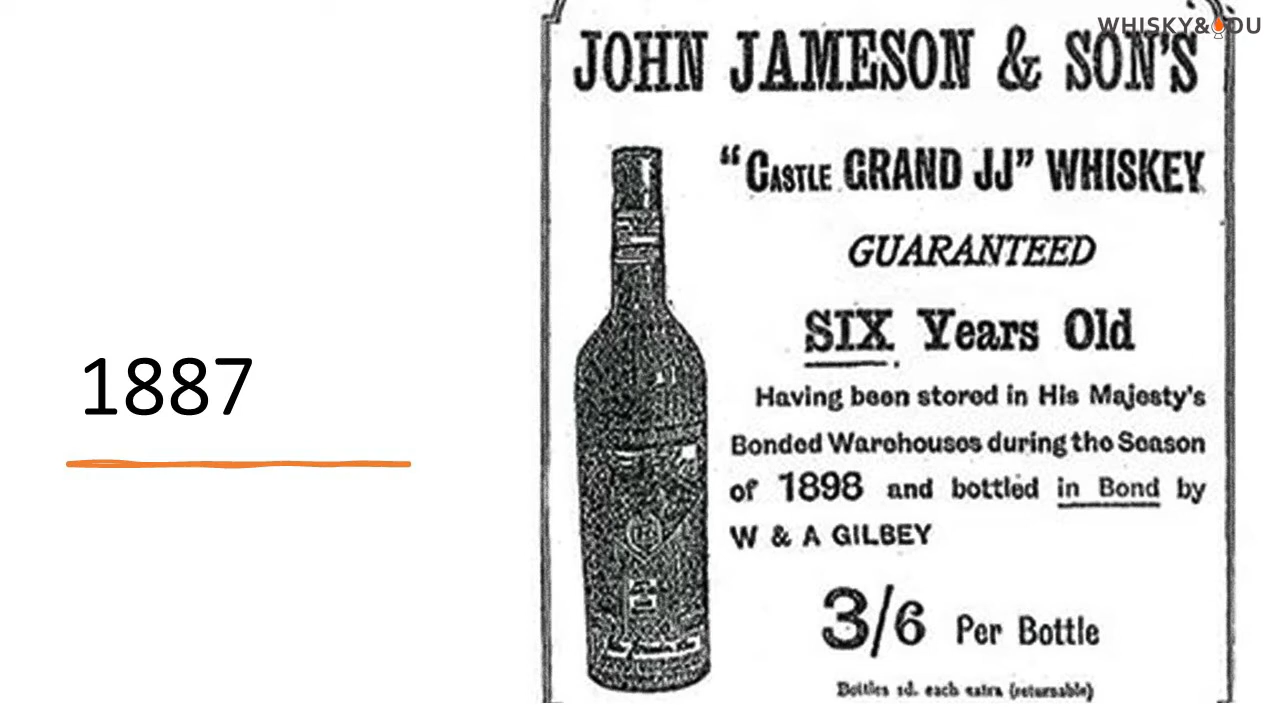 WHISKY&YOU
JOHN JAMESON & SON'S
"CASTLE GRAND JJ" WHISKEY
GUARANTEED
SIX Years Old
1887
Having been stored in His Majesty's
Bonded Warehouses during the Season
of 1898 and bottled in Bond by
W & A GILBEY
3/6 Per Bottle
Bottles 1d. each extra (returnable)